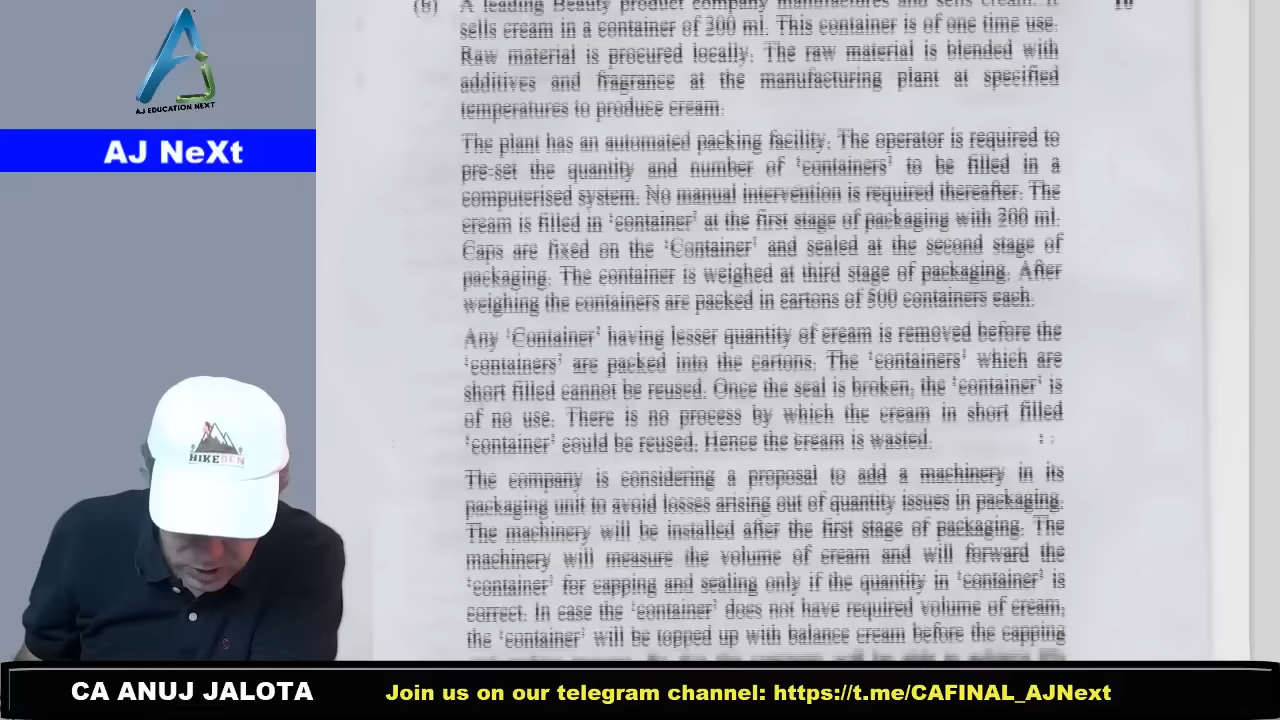 AJ EDUCATION NEXT
AJ NeXt
(b) A leading Beauty product company manufactures and sells cream. It 10
sells cream in a container of 200 ml. This container is of one time use.
Raw material is procured locally. The raw material is blended with
additives and fragrance at the manufacturing plant at specified
temperatures to produce cream.
The plant has an automated packing facility. The operator is required to
pre-set the quantity and number of 'containers' to be filled in a
computerised system. No manual intervention is required thereafter. The
cream is filled in 'container' at the first stage of packaging with 200 ml.
Caps are fixed on the 'Container' and sealed at the second stage of
packaging. The container is weighed at third stage of packaging. After
weighing the containers are packed in cartons of 500 containers each.
Any 'Container' having lesser quantity of cream is removed before the
'containers' are packed into the cartons. The 'containers' which are
short filled cannot be reused. Once the seal is broken, the 'container' is
of no use. There is no process by which the cream in short filled
'container' could be reused. Hence the cream is wasted.
The company is considering a proposal to add a machinery in its
packaging unit to avoid losses arising out of quantity issues in packaging.
The machinery will be installed after the first stage of packaging. The
machinery will measure the volume of cream and will forward the
'container' for capping and sealing only if the quantity in 'container' is
correct. In case the 'container' does not have required volume of cream,
the 'container' will be topped up with balance cream before the capping
HIKEDEN
CA ANUJ JALOTA
Join us on our telegram channel: https://t.me/CAFINAL_AJNext